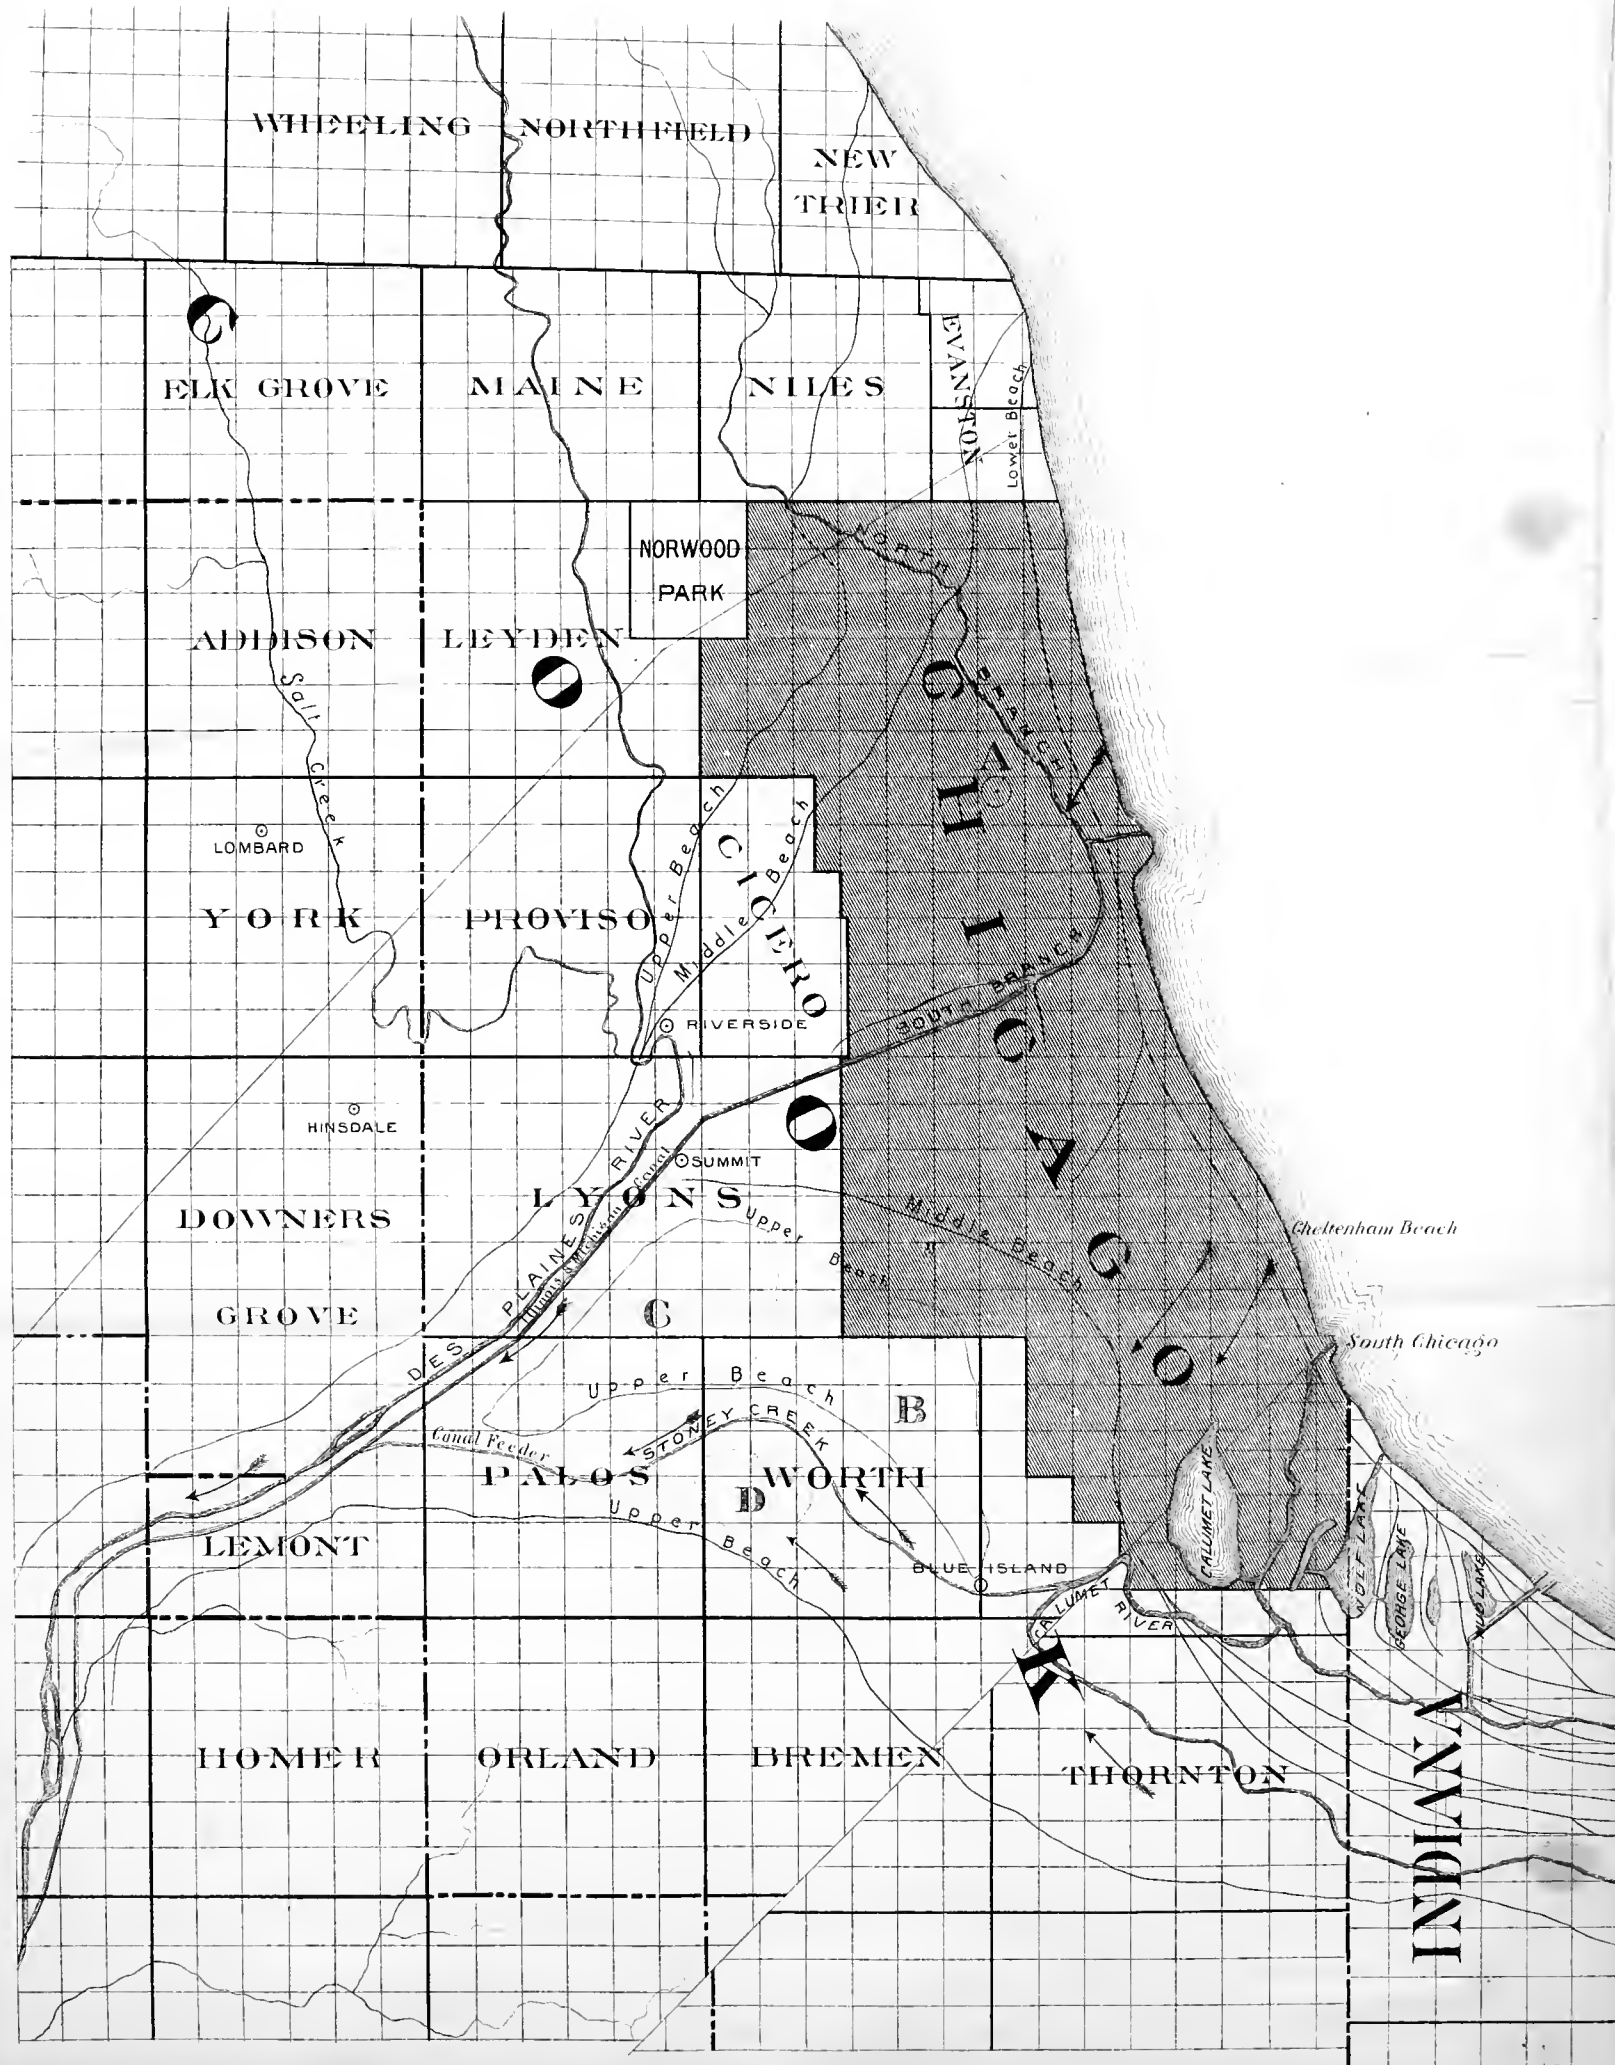 WHEELING
NORTHFIELD
NEW
TRIER
ELK GROVE
MAINE
NILES
EVANSTON
Lower Beach
NORWOOD
PARK
NORTH
BRANCH
ADDISON
LEYDEN
Salt Creek
COOK
CHICAGO
A
LOMBARD
YORK
PROVISO
Upper Beach
Middle Beach
CICERO
RIVERSIDE
SOUTH BRANCH
HINSDALE
DES PLAINES RIVER
Illinois & Michigan Canal
SUMMIT
LYONS
Upper
Beach
Middle Beach
Cheltenham Beach
DOWNERS
GROVE
C
South Chicago
Upper Beach
B
STONEY CREEK
Canal Feeder
PALOS
WORTH
D
Upper Beach
CALUMET LAKE
WOLF LAKE
GEORGE LAKE
MUD LAKE
LEMONT
BLUE ISLAND
CALUMET
RIVER
HOMER
ORLAND
BREMEN
THORNTON
INDIANA